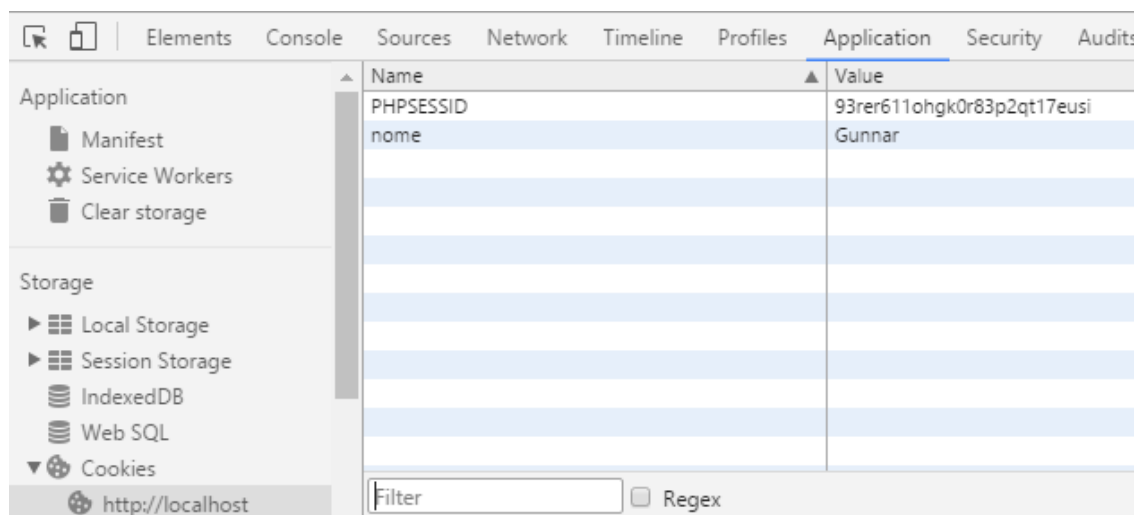 Elements Console Sources Network Timeline Profiles Application Security Audits
Application
Manifest
Service Workers
Clear storage
Storage
Local Storage
Session Storage
IndexedDB
Web SQL
Cookies
http://localhost
Name Value
PHPSESSID 93rer611ohgk0r83p2qt17eusi
nome Gunnar
Filter Regex